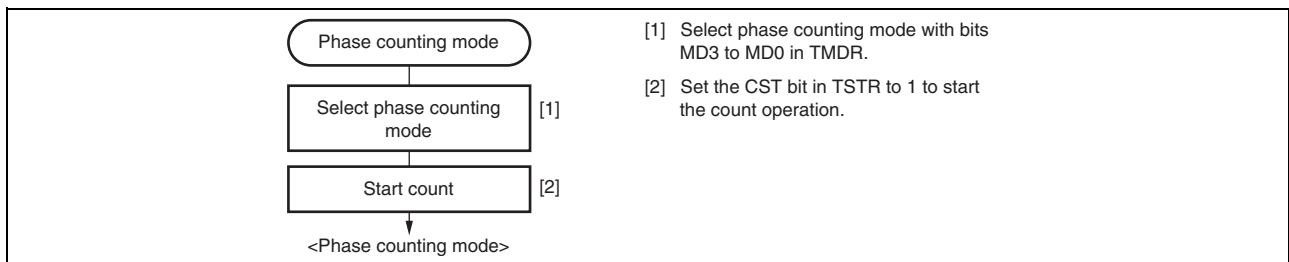 Phase counting mode
Select phase counting
mode
[1]
Start count
[2]
<Phase counting mode>
[1] Select phase counting mode with bits
MD3 to MD0 in TMDR.
[2] Set the CST bit in TSTR to 1 to start
the count operation.